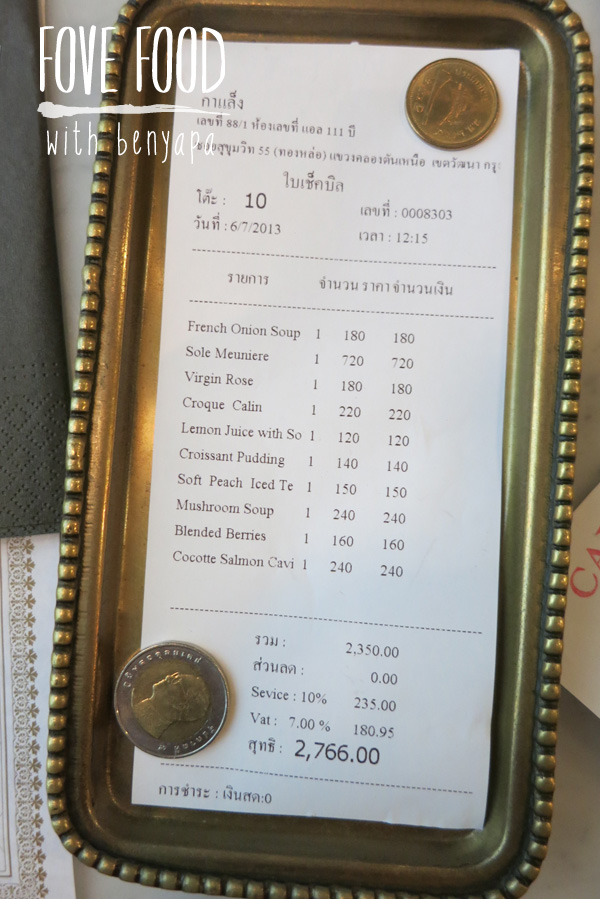 FOVE FOOD
with benyapa
กาแล็ง
เลขที่ 88/1 ห้องเลขที่ แอล 111 ปี
ซอยสุขุมวิท 55 (ทองหล่อ) แขวงคลองตันเหนือ เขตวัฒนา กรุ
ใบเช็คบิล
โต๊ะ : 10 เลขที่ : 0008303
วันที่ : 6/7/2013 เวลา : 12:15
รายการ จำนวน ราคา จำนวนเงิน
French Onion Soup 1 180 180
Sole Meuniere 1 720 720
Virgin Rose 1 180 180
Croque Calin 1 220 220
Lemon Juice with So 1 120 120
Croissant Pudding 1 140 140
Soft Peach Iced Te 1 150 150
Mushroom Soup 1 240 240
Blended Berries 1 160 160
Cocotte Salmon Cavi 1 240 240
รวม : 2,350.00
ส่วนลด : 0.00
Sevice : 10% 235.00
Vat : 7.00 % 180.95
สุทธิ : 2,766.00
การชำระ : เงินสด:0